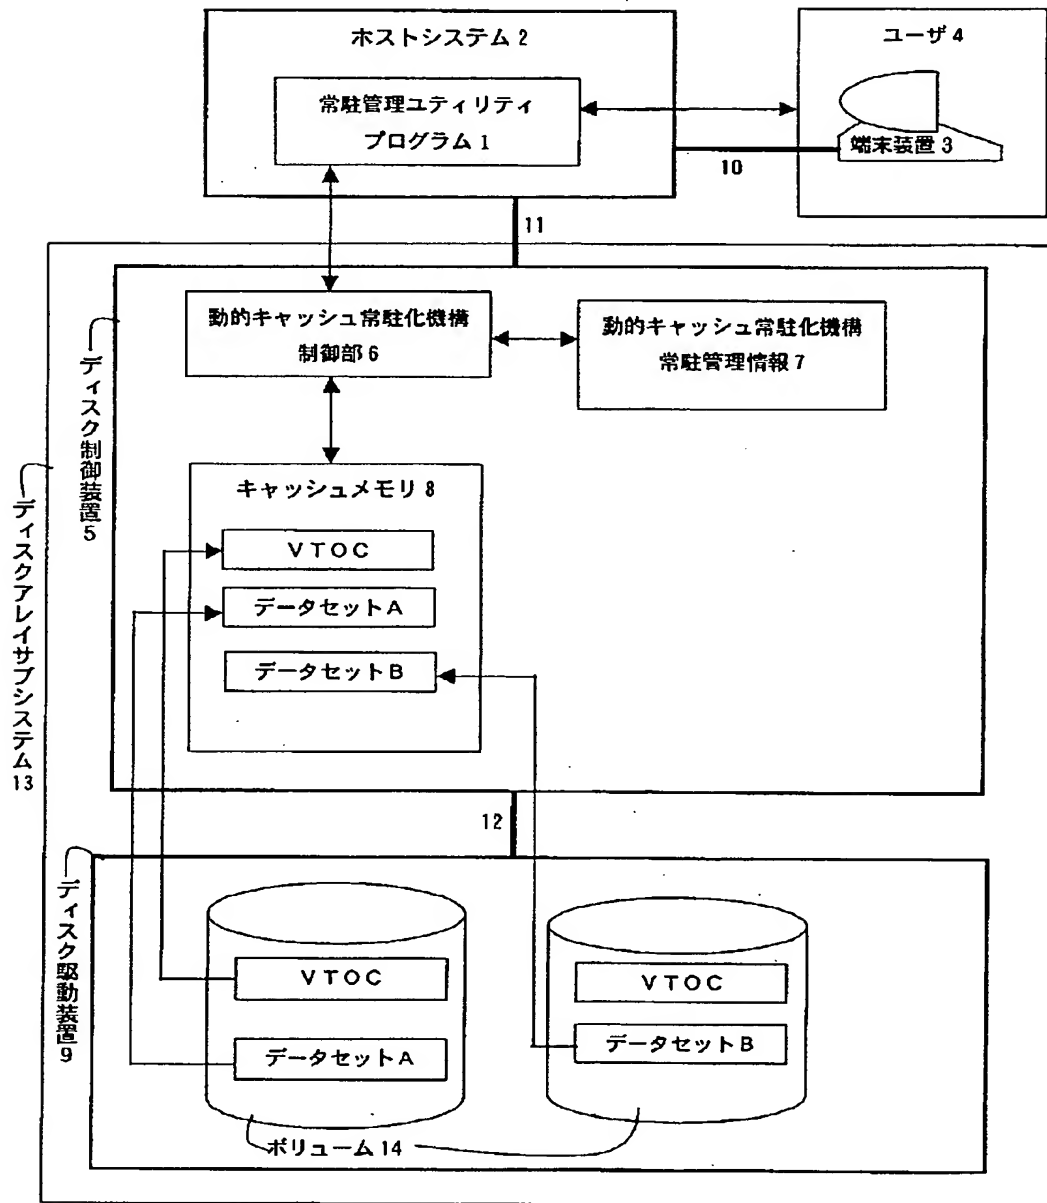 ホストシステム 2
常駐管理ユティリティ
プログラム 1
ユーザ 4
端末装置 3
10
11
動的キャッシュ常駐化機構
制御部 6
動的キャッシュ常駐化機構
常駐管理情報 7
ディスク制御装置 5
ディスクアレイサブシステム 13
キャッシュメモリ 8
VTOC
データセットA
データセットB
12
ディスク駆動装置 9
VTOC
データセットA
VTOC
データセットB
ボリューム 14